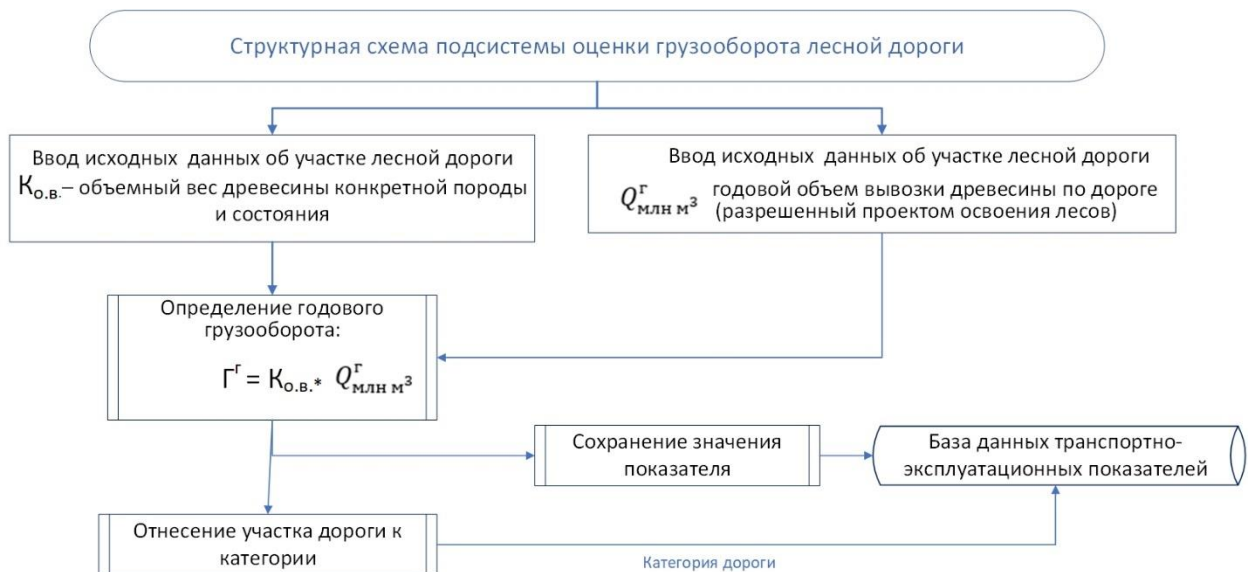 Структурная схема подсистемы оценки грузооборота лесной дороги
Ввод исходных данных об участке лесной дороги
Kо.в.– объемный вес древесины конкретной породы
и состояния
Ввод исходных данных об участке лесной дороги
Qгмлн м³ годовой объем вывозки древесины по дороге
(разрешенный проектом освоения лесов)
Определение годового
грузооборота:
Гг = Kо.в.* Qгмлн м³
Сохранение значения
показателя
База данных транспортно-
эксплуатационных показателей
Отнесение участка дороги к
категории
Категория дороги